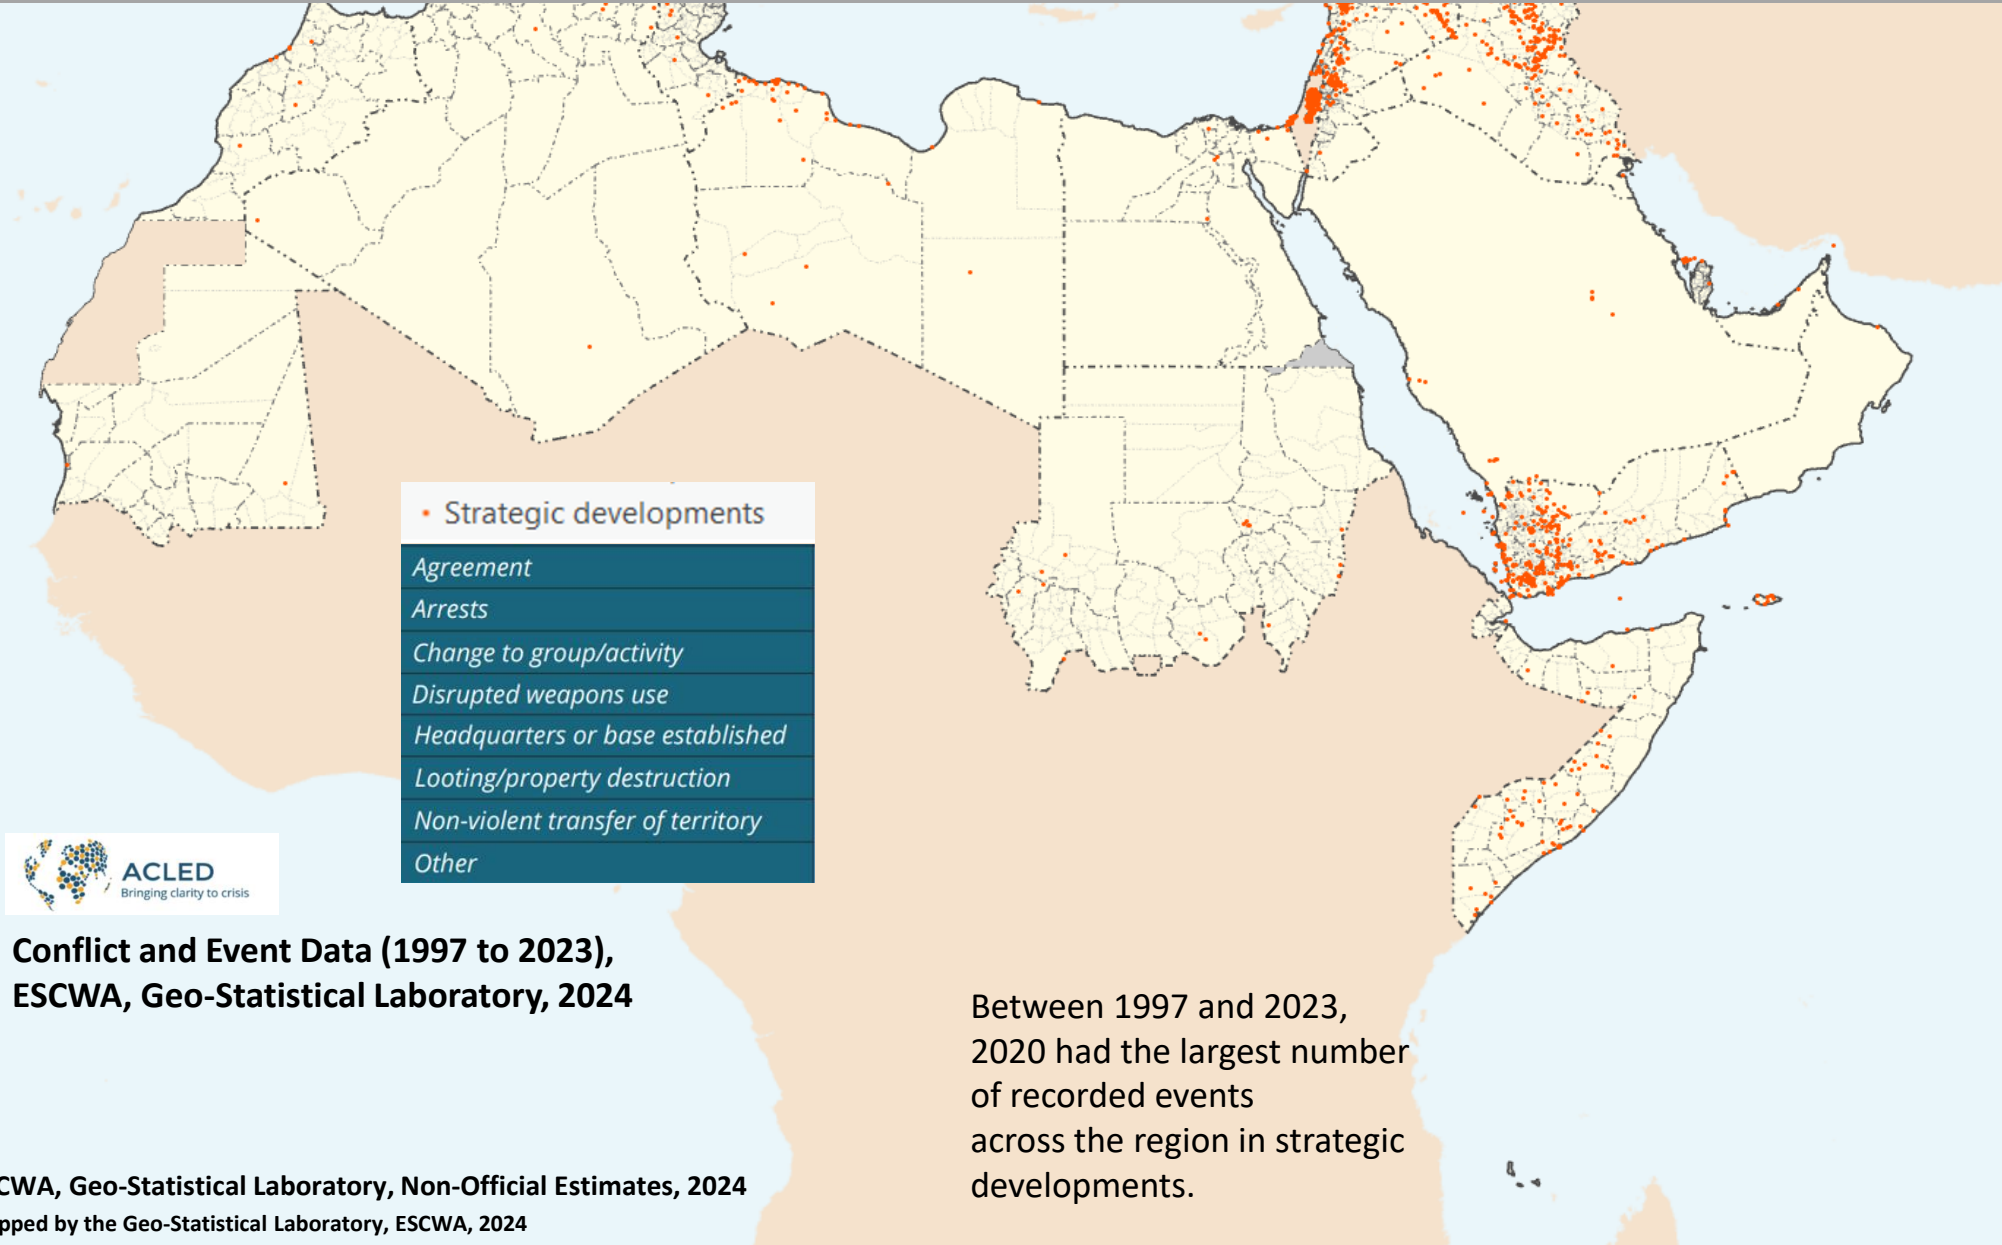 Strategic developments
Agreement
Arrests
Change to group/activity
Disrupted weapons use
Headquarters or base established
Looting/property destruction
Non-violent transfer of territory
Other
ACLED
Bringing clarity to crisis
Conflict and Event Data (1997 to 2023),
ESCWA, Geo-Statistical Laboratory, 2024
Between 1997 and 2023,
2020 had the largest number
of recorded events
across the region in strategic
developments.
CWA, Geo-Statistical Laboratory, Non-Official Estimates, 2024
pped by the Geo-Statistical Laboratory, ESCWA, 2024